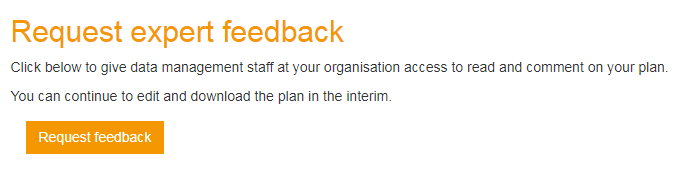 Request expert feedback
Click below to give data management staff at your organisation access to read and comment on your plan.
You can continue to edit and download the plan in the interim.
Request feedback